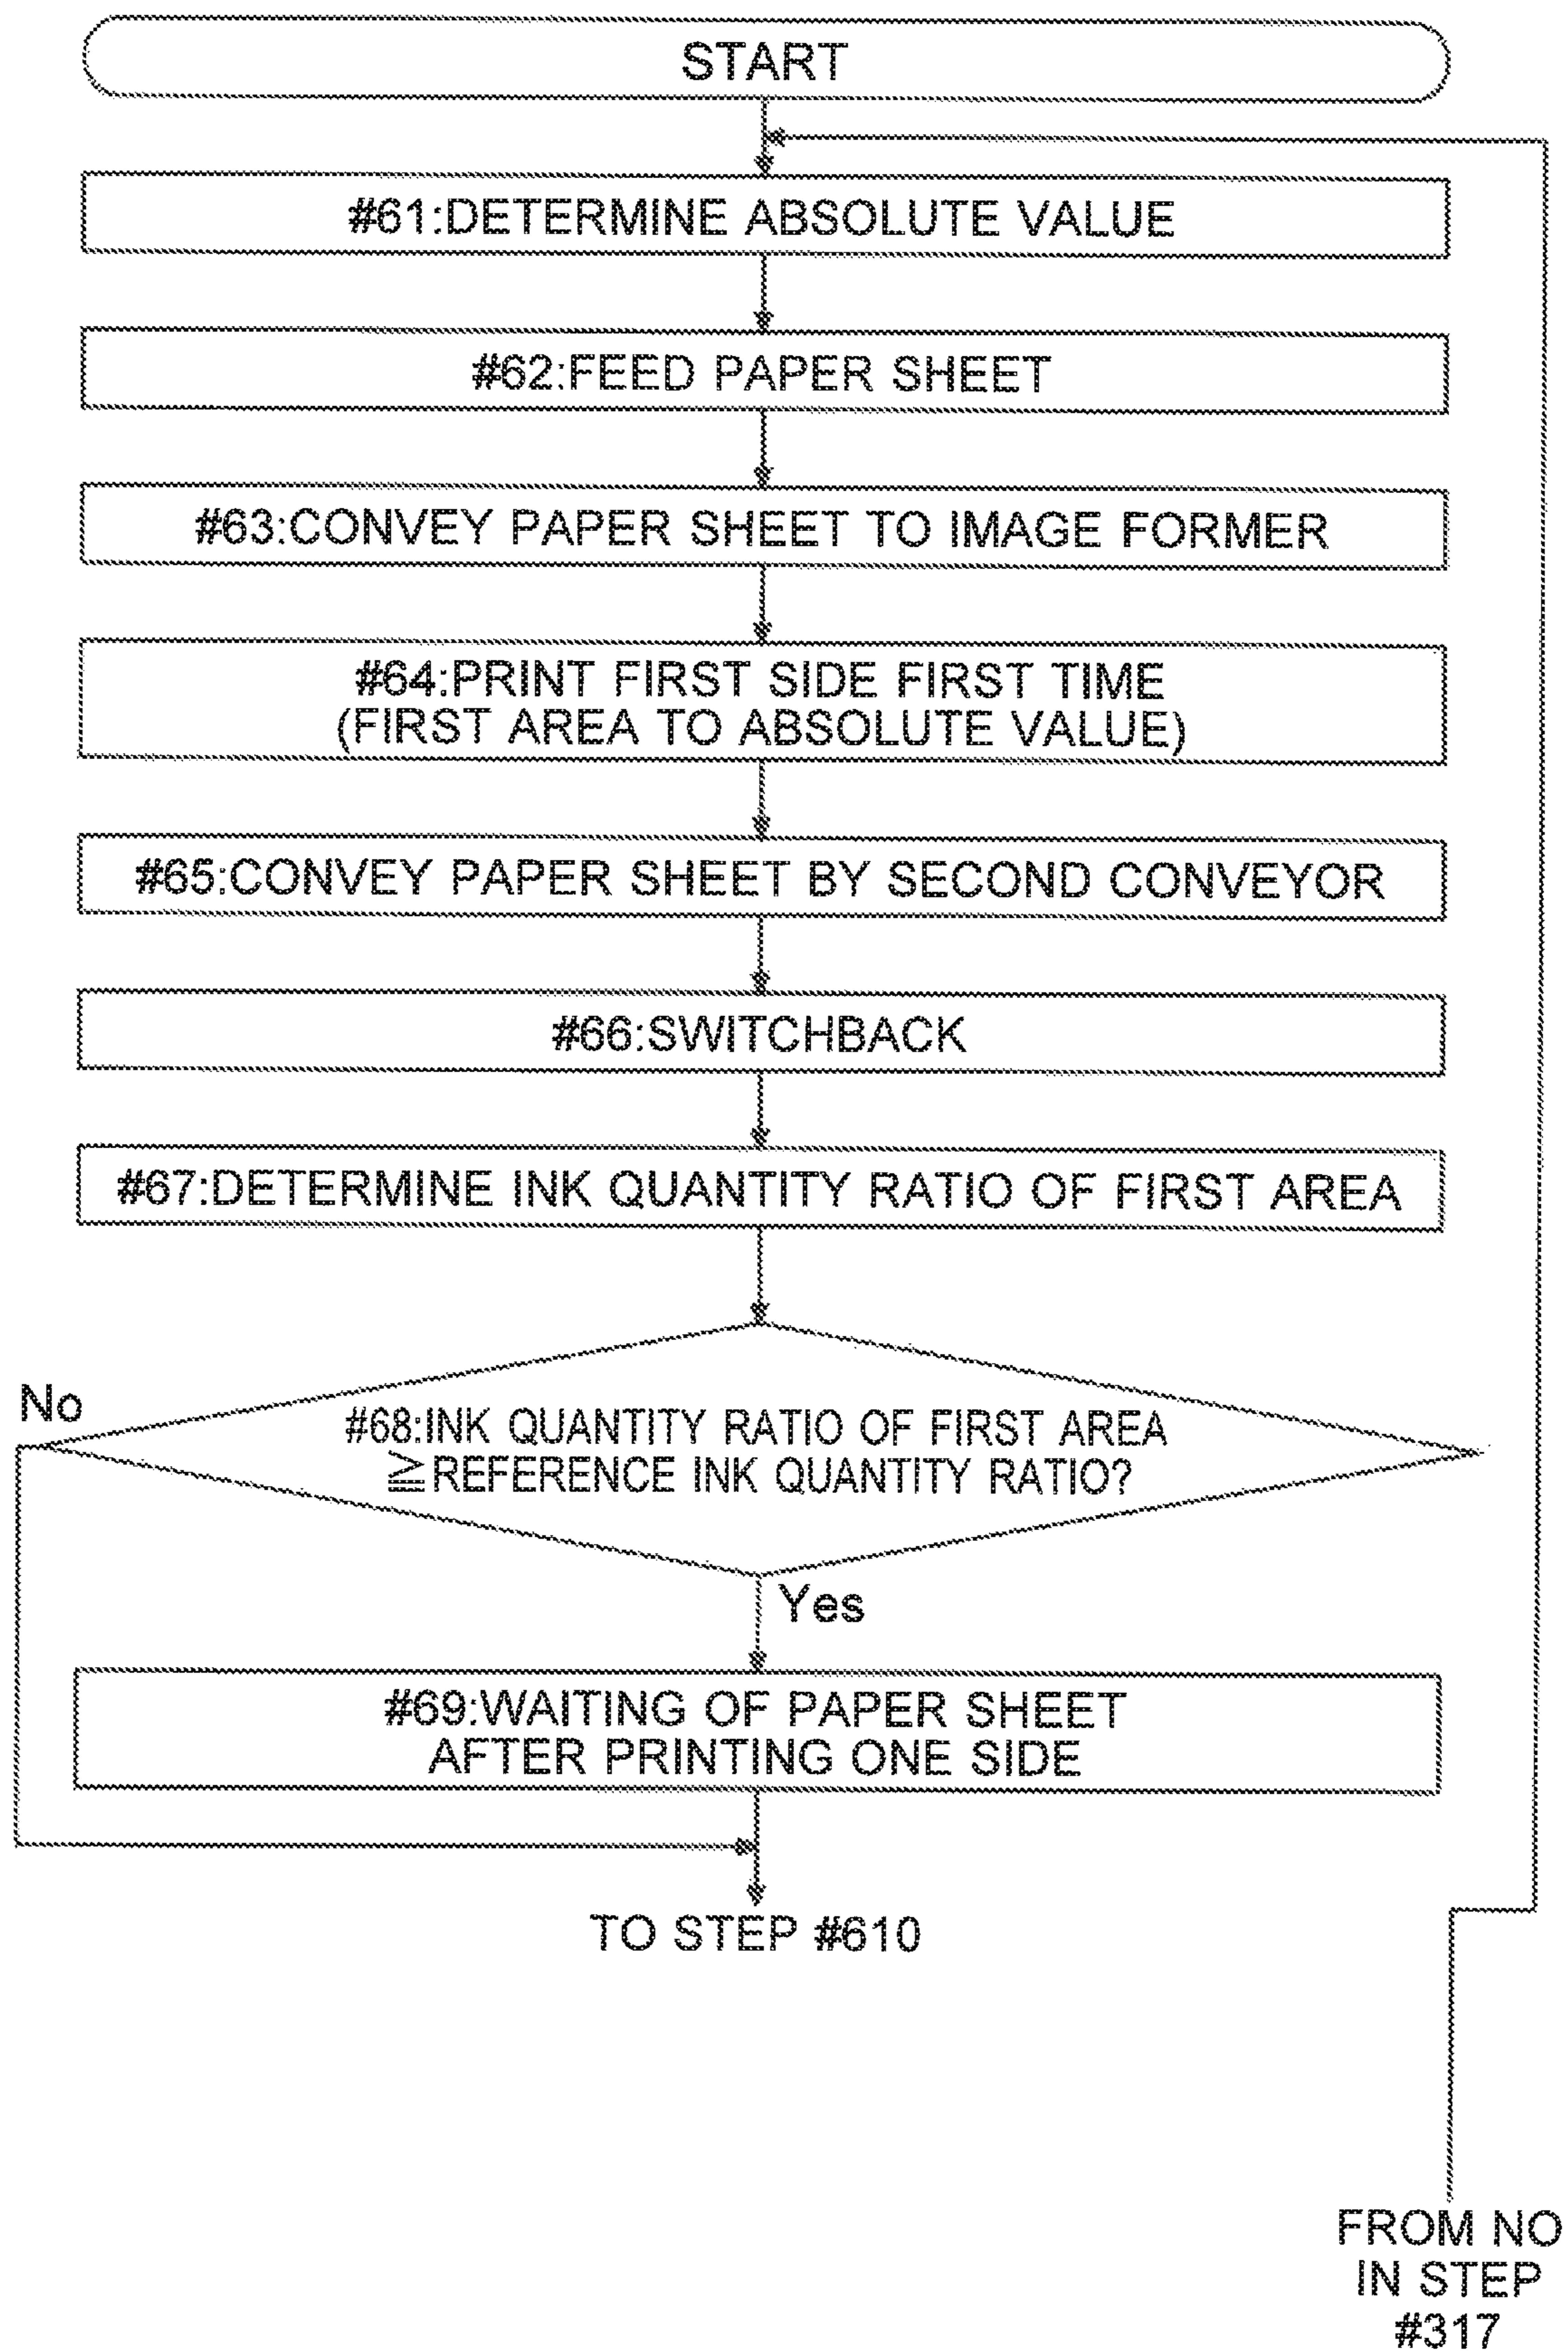 START
#61:DETERMINE ABSOLUTE VALUE
#62:FEED PAPER SHEET
#63:CONVEY PAPER SHEET TO IMAGE FORMER
#64:PRINT FIRST SIDE FIRST TIME
(FIRST AREA TO ABSOLUTE VALUE)
#65:CONVEY PAPER SHEET BY SECOND CONVEYOR
#66:SWITCHBACK
#67:DETERMINE INK QUANTITY RATIO OF FIRST AREA
No
#68:INK QUANTITY RATIO OF FIRST AREA
≧REFERENCE INK QUANTITY RATIO?
Yes
#69:WAITING OF PAPER SHEET
AFTER PRINTING ONE SIDE
TO STEP #610
FROM NO
IN STEP
#317